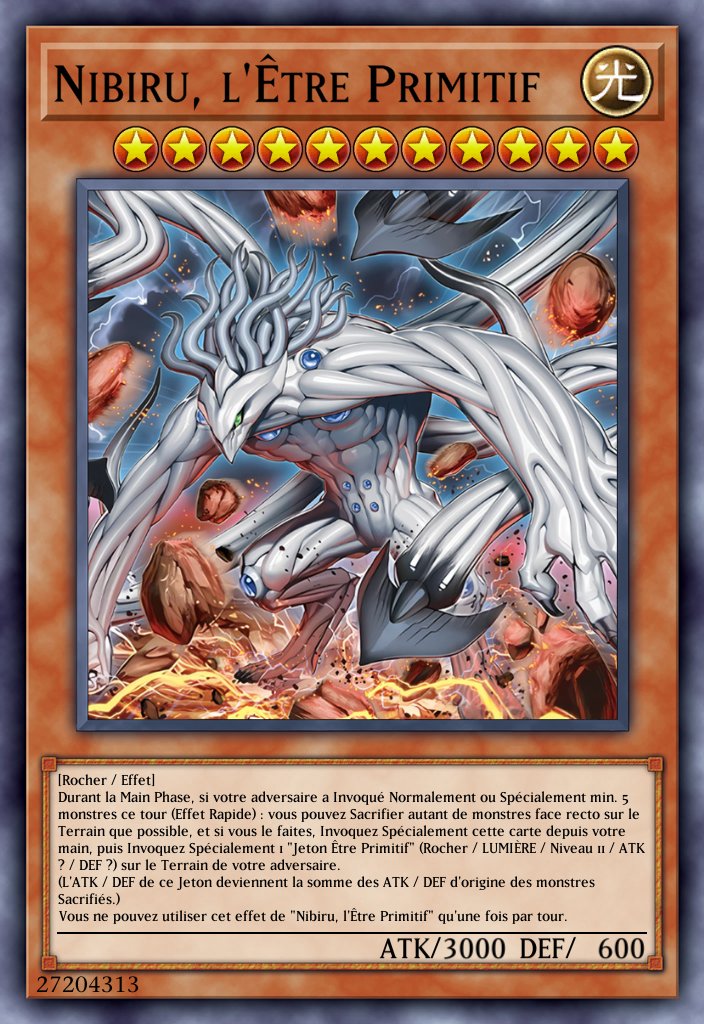 Nibiru, l'Être Primitif
光
[Rocher / Effet]
Durant la Main Phase, si votre adversaire a Invoqué Normalement ou Spécialement min. 5
monstres ce tour (Effet Rapide) : vous pouvez Sacrifier autant de monstres face recto sur le
Terrain que possible, et si vous le faites, Invoquez Spécialement cette carte depuis votre
main, puis Invoquez Spécialement 1 "Jeton Être Primitif" (Rocher / LUMIÈRE / Niveau 11 / ATK
? / DEF ?) sur le Terrain de votre adversaire.
(L'ATK / DEF de ce Jeton deviennent la somme des ATK / DEF d'origine des monstres
Sacrifiés.)
Vous ne pouvez utiliser cet effet de "Nibiru, l'Être Primitif" qu'une fois par tour.
ATK/3000 DEF/ 600
27204313